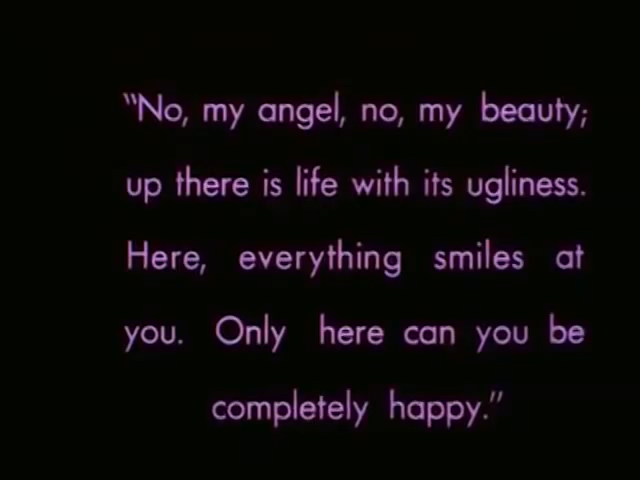 "No, my angel, no, my beauty;
up there is life with its ugliness.
Here, everything smiles at
you. Only here can you be
completely happy."